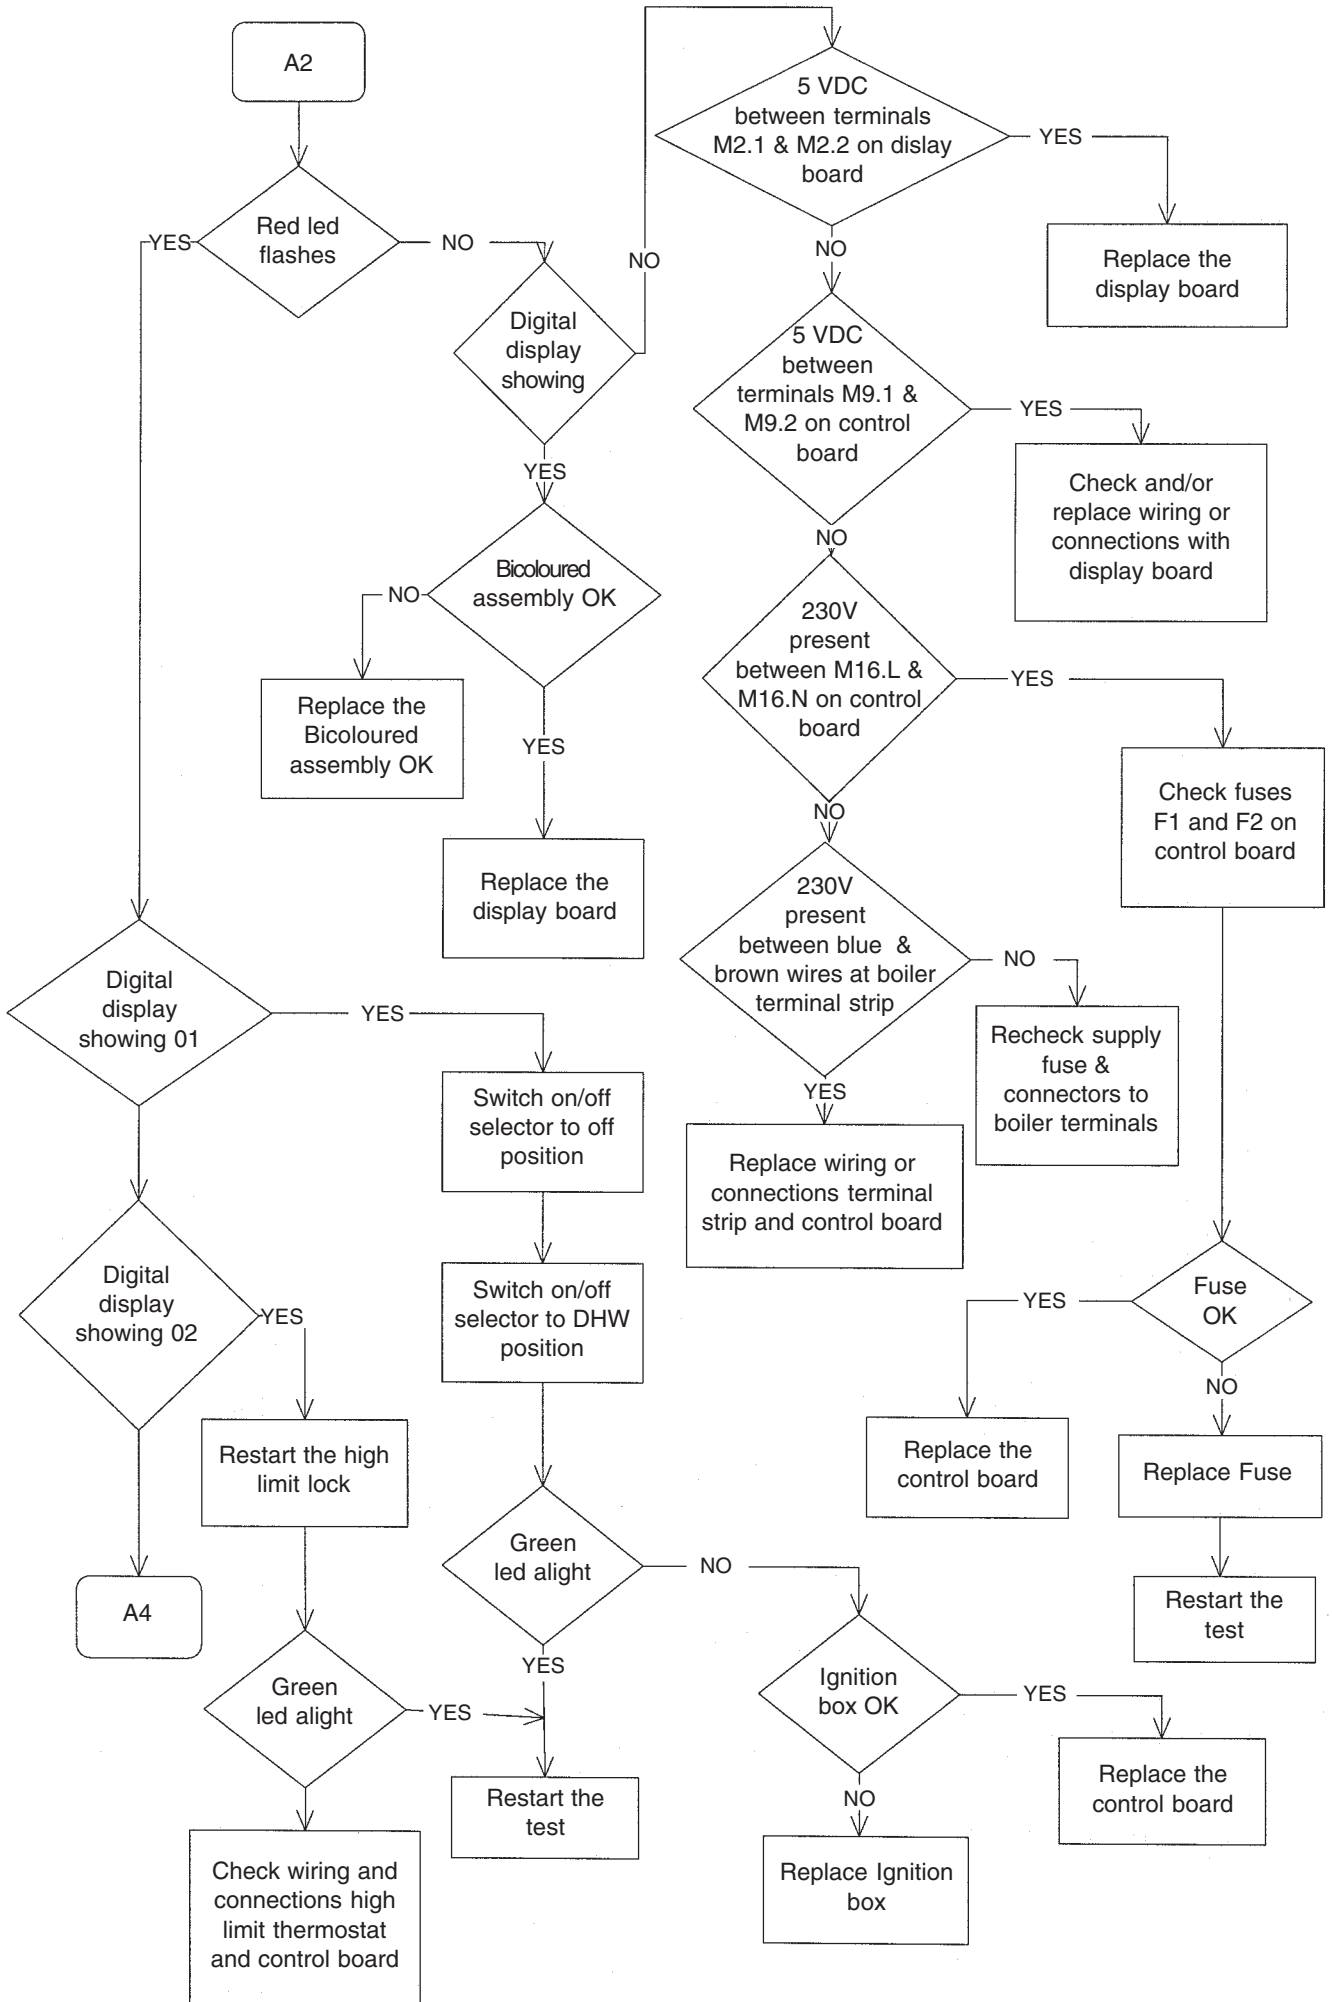 A2
Red led
flashes
YES
NO
Digital
display
showing
NO
5 VDC
between terminals
M2.1 & M2.2 on dislay
board
YES
Replace the
display board
NO
5 VDC
between
terminals M9.1 &
M9.2 on control
board
YES
Check and/or
replace wiring or
connections with
display board
YES
Bicoloured
assembly OK
NO
Replace the
Bicoloured
assembly OK
YES
Replace the
display board
NO
230V
present
between M16.L &
M16.N on control
board
YES
Check fuses
F1 and F2 on
control board
NO
230V
present
between blue &
brown wires at boiler
terminal strip
NO
Recheck supply
fuse &
connectors to
boiler terminals
YES
Replace wiring or
connections terminal
strip and control board
Fuse
OK
YES
Replace the
control board
NO
Replace Fuse
Restart the
test
Digital
display
showing 01
YES
Switch on/off
selector to off
position
Switch on/off
selector to DHW
position
Digital
display
showing 02
YES
Restart the high
limit lock
A4
Green
led alight
NO
YES
Green
led alight
YES
Restart the
test
Check wiring and
connections high
limit thermostat
and control board
Ignition
box OK
YES
Replace the
control board
NO
Replace Ignition
box